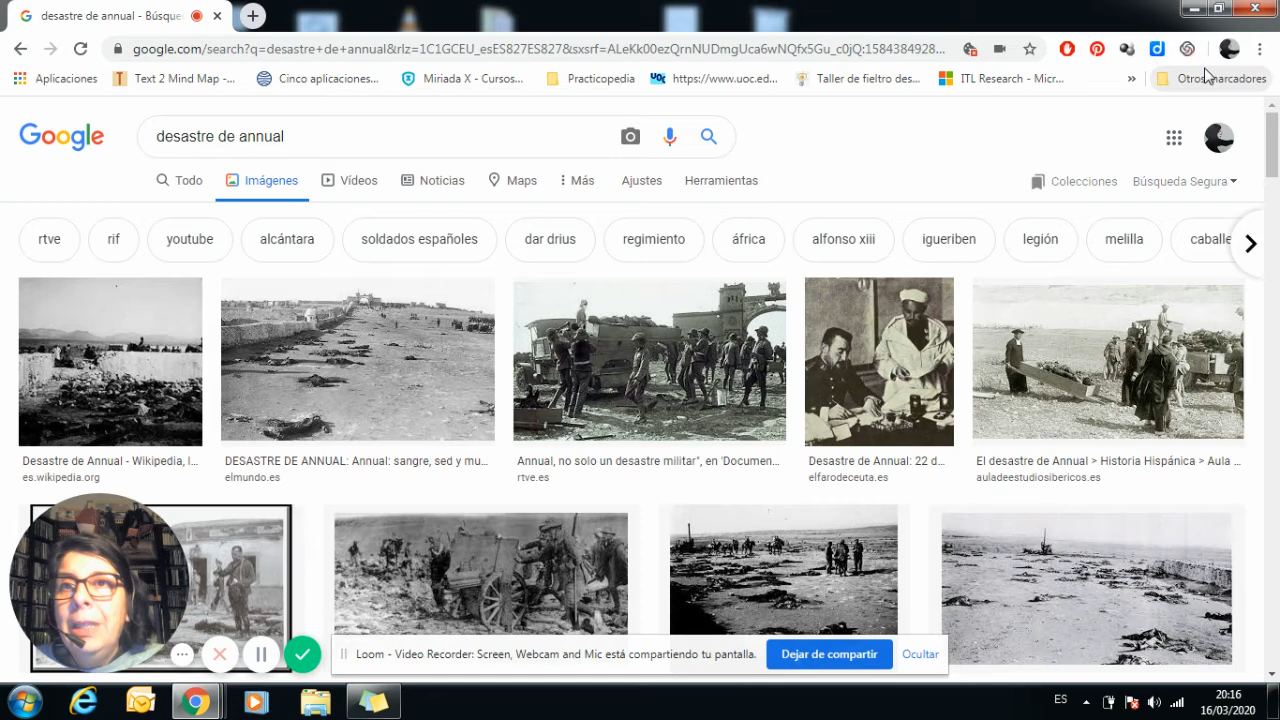 desastre de annual - Búsque
google.com/search?q=desastre+de+annual&rlz=1C1GCEU_esES827ES827&sxsrf=ALeKk00ezQrnNUDmgUca6wNQfx5Gu_c0jQ:1584384928...
Aplicaciones Text 2 Mind Map -... Cinco aplicaciones... Miriada X - Cursos... Practicopedia UOC https://www.uoc.ed... Taller de fieltro des... ITL Research - Micr... » Otros marcadores
Google desastre de annual
Todo Imágenes Vídeos Noticias Maps Más Ajustes Herramientas Colecciones Búsqueda Segura
rtve rif youtube alcántara soldados españoles dar drius regimiento áfrica alfonso xiii igueriben legión melilla caballe
Desastre de Annual - Wikipedia, l... DESASTRE DE ANNUAL: Annual: sangre, sed y mu... Annual, no solo un desastre militar", en 'Documen... Desastre de Annual: 22 d... El desastre de Annual > Historia Hispánica > Aula ...
es.wikipedia.org elmundo.es rtve.es elfarodeceuta.es auladeestudiosibericos.es
Loom - Video Recorder: Screen, Webcam and Mic está compartiendo tu pantalla. Dejar de compartir Ocultar
ES 20:16
16/03/2020